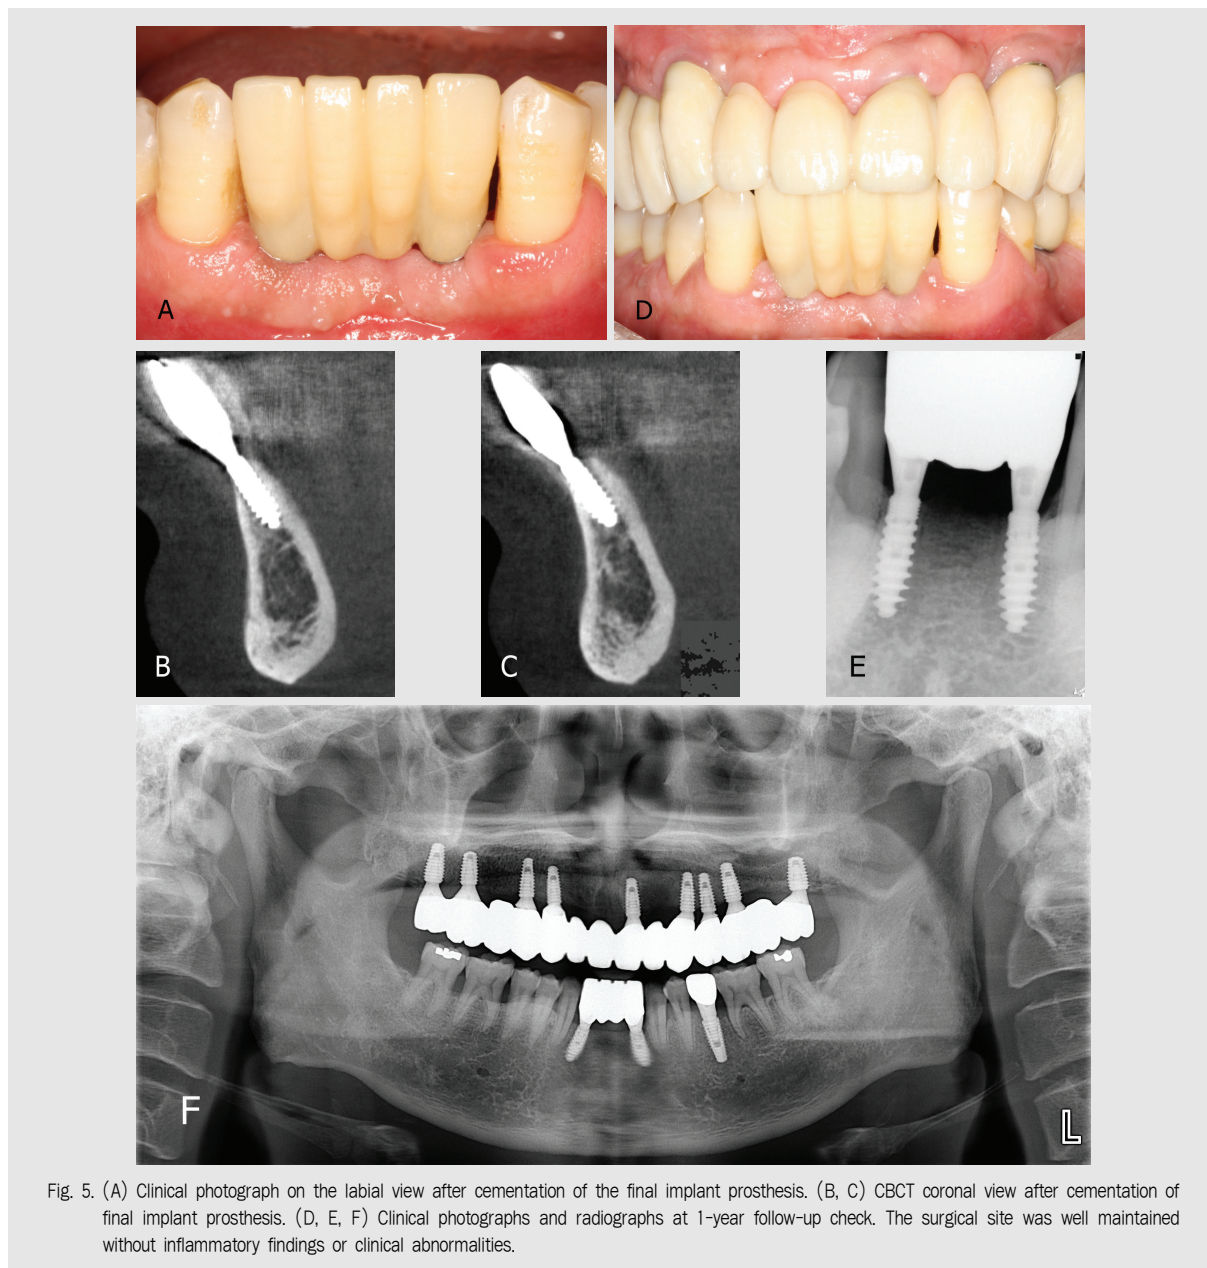 A
D
B
C
E
F
L
Fig. 5. (A) Clinical photograph on the labial view after cementation of the final implant prosthesis. (B, C) CBCT coronal view after cementation of
final implant prosthesis. (D, E, F) Clinical photographs and radiographs at 1-year follow-up check. The surgical site was well maintained
without inflammatory findings or clinical abnormalities.